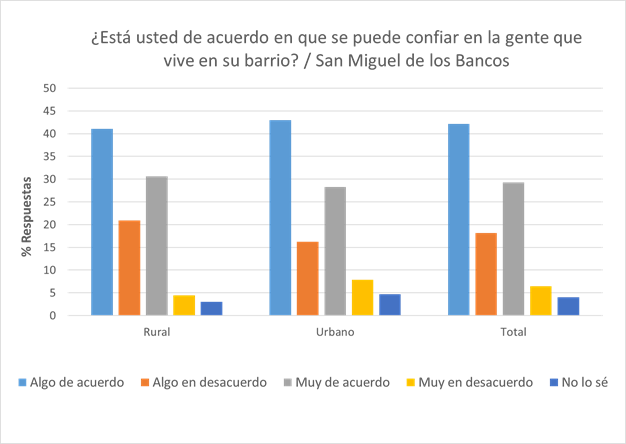 ¿Está usted de acuerdo en que se puede confiar en la gente que
vive en su barrio? / San Miguel de los Bancos
% Respuestas
50
45
40
35
30
25
20
15
10
5
0
Rural Urbano Total
Algo de acuerdo Algo en desacuerdo Muy de acuerdo Muy en desacuerdo No lo sé